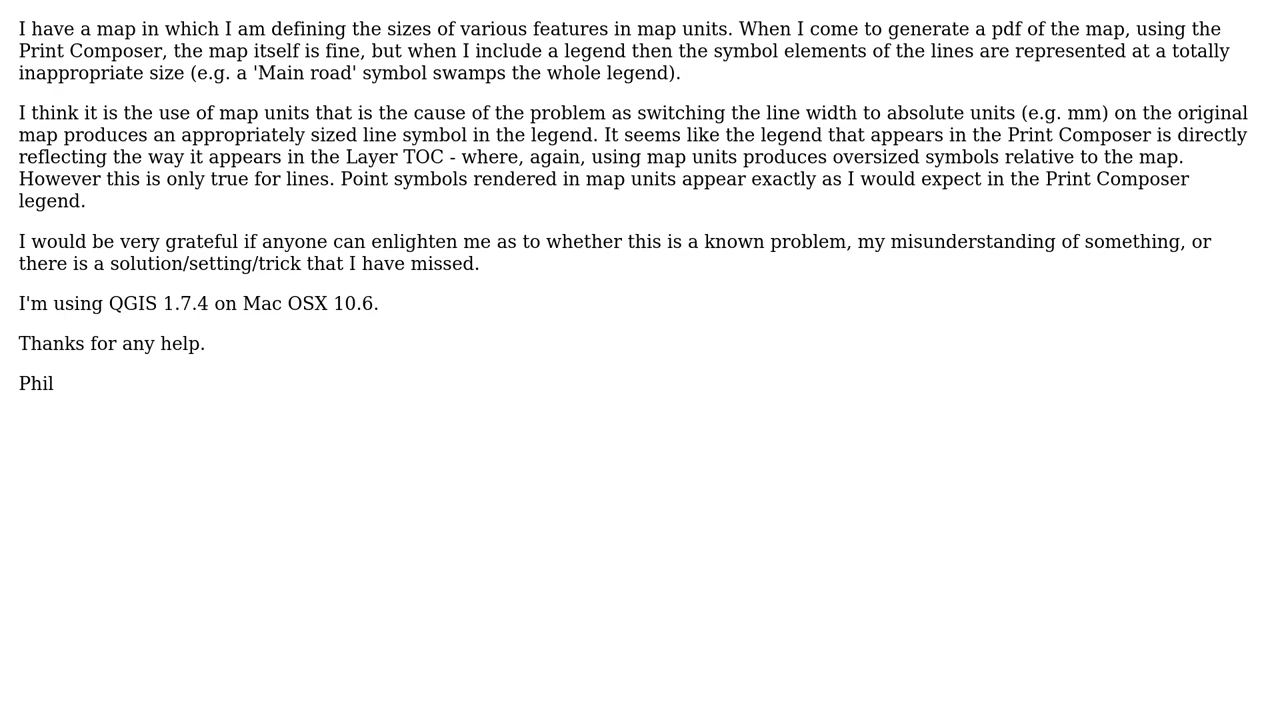 I have a map in which I am defining the sizes of various features in map units. When I come to generate a pdf of the map, using the
Print Composer, the map itself is fine, but when I include a legend then the symbol elements of the lines are represented at a totally
inappropriate size (e.g. a 'Main road' symbol swamps the whole legend).
I think it is the use of map units that is the cause of the problem as switching the line width to absolute units (e.g. mm) on the original
map produces an appropriately sized line symbol in the legend. It seems like the legend that appears in the Print Composer is directly
reflecting the way it appears in the Layer TOC - where, again, using map units produces oversized symbols relative to the map.
However this is only true for lines. Point symbols rendered in map units appear exactly as I would expect in the Print Composer
legend.
I would be very grateful if anyone can enlighten me as to whether this is a known problem, my misunderstanding of something, or
there is a solution/setting/trick that I have missed.
I'm using QGIS 1.7.4 on Mac OSX 10.6.
Thanks for any help.
Phil